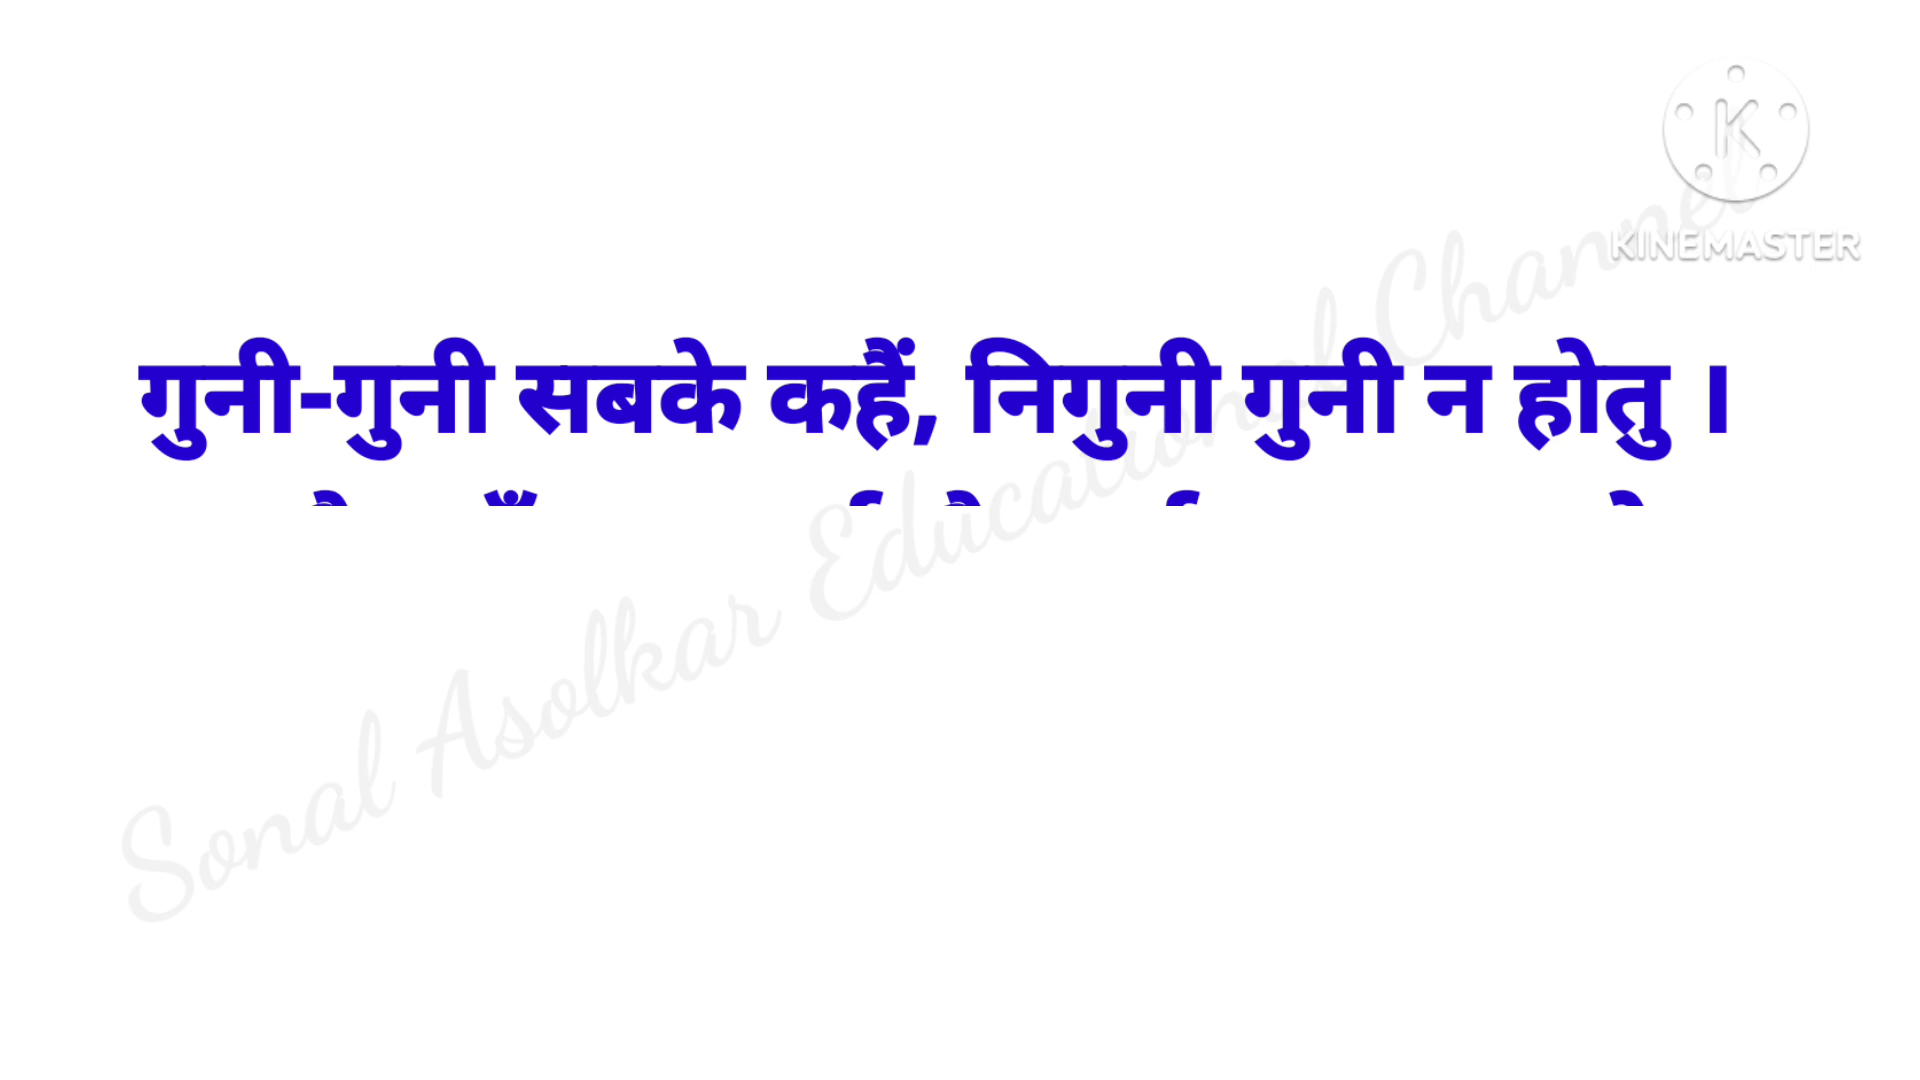 K
KINEMASTER
गुनी-गुनी सबके कहैं, निगुनी गुनी न होतु ।
Sonal Asolkar Educational Channel